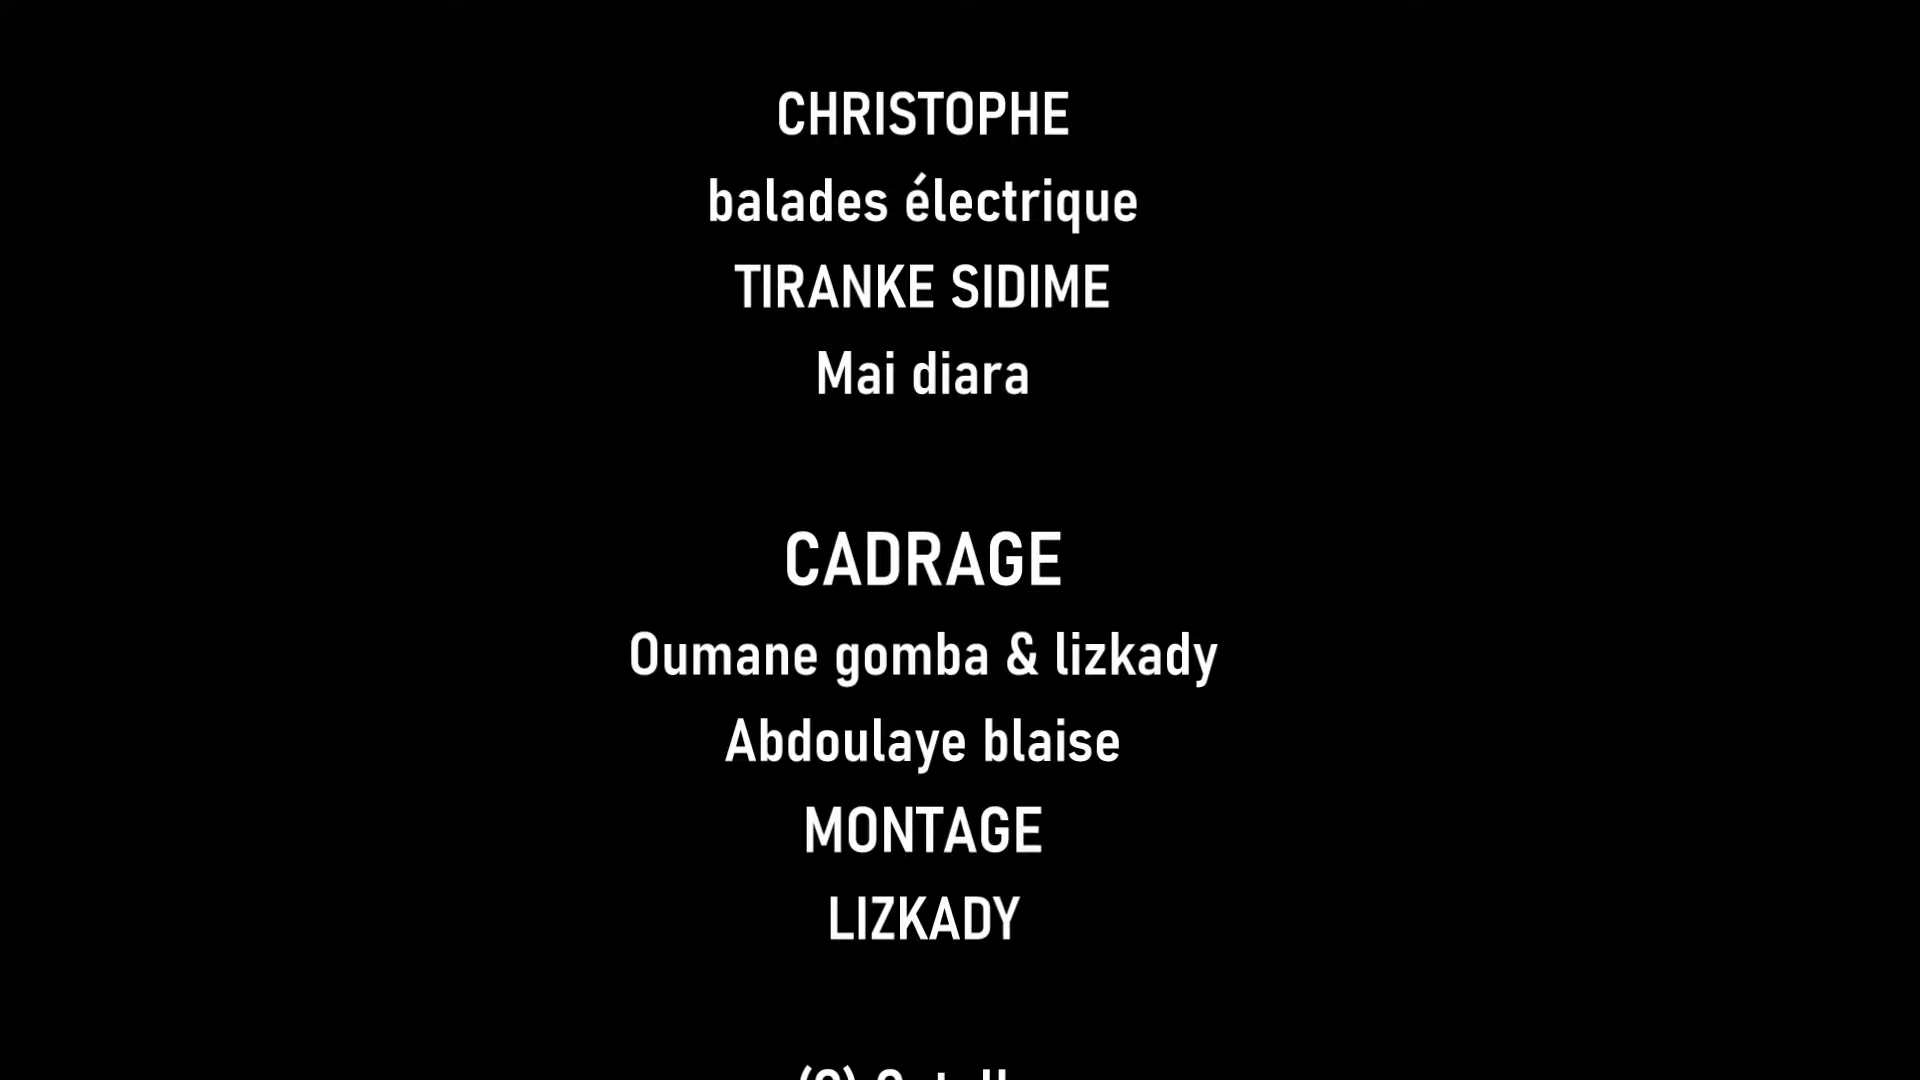 CHRISTOPHE
balades électrique
TIRANKE SIDIME
Mai diara
CADRAGE
Oumane gomba & lizkady
Abdoulaye blaise
MONTAGE
LIZKADY